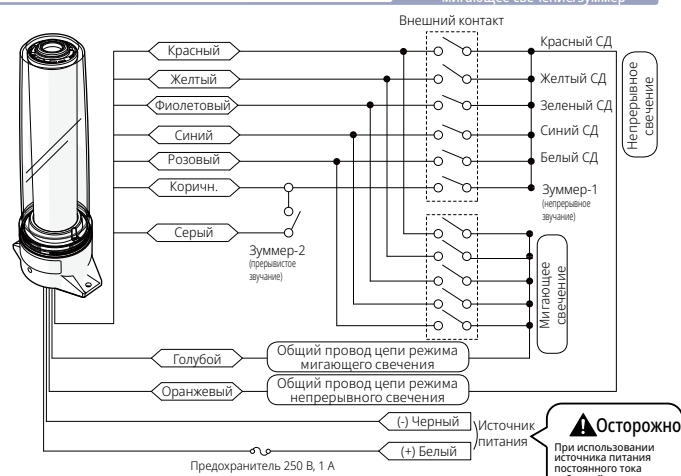 мигающее свечение/зуммер
Внешний контакт
Красный
Красный СД
Желтый
Желтый СД
Фиолетовый
Зеленый СД
Синий
Синий СД
Розовый
Белый СД
Непрерывное
свечение
Коричн.
Зуммер-1
(непрерывное
звучание)
Серый
Зуммер-2
(прерывистое
звучание)
Мигающее
свечение
Голубой
Общий провод цепи режима
мигающего свечения
Оранжевый
Общий провод цепи режима
непрерывного свечения
(-) Черный
(+) Белый
Источник
питания
Предохранитель 250 В, 1 А
Осторожно
При использовании
источника питания
постоянного тока